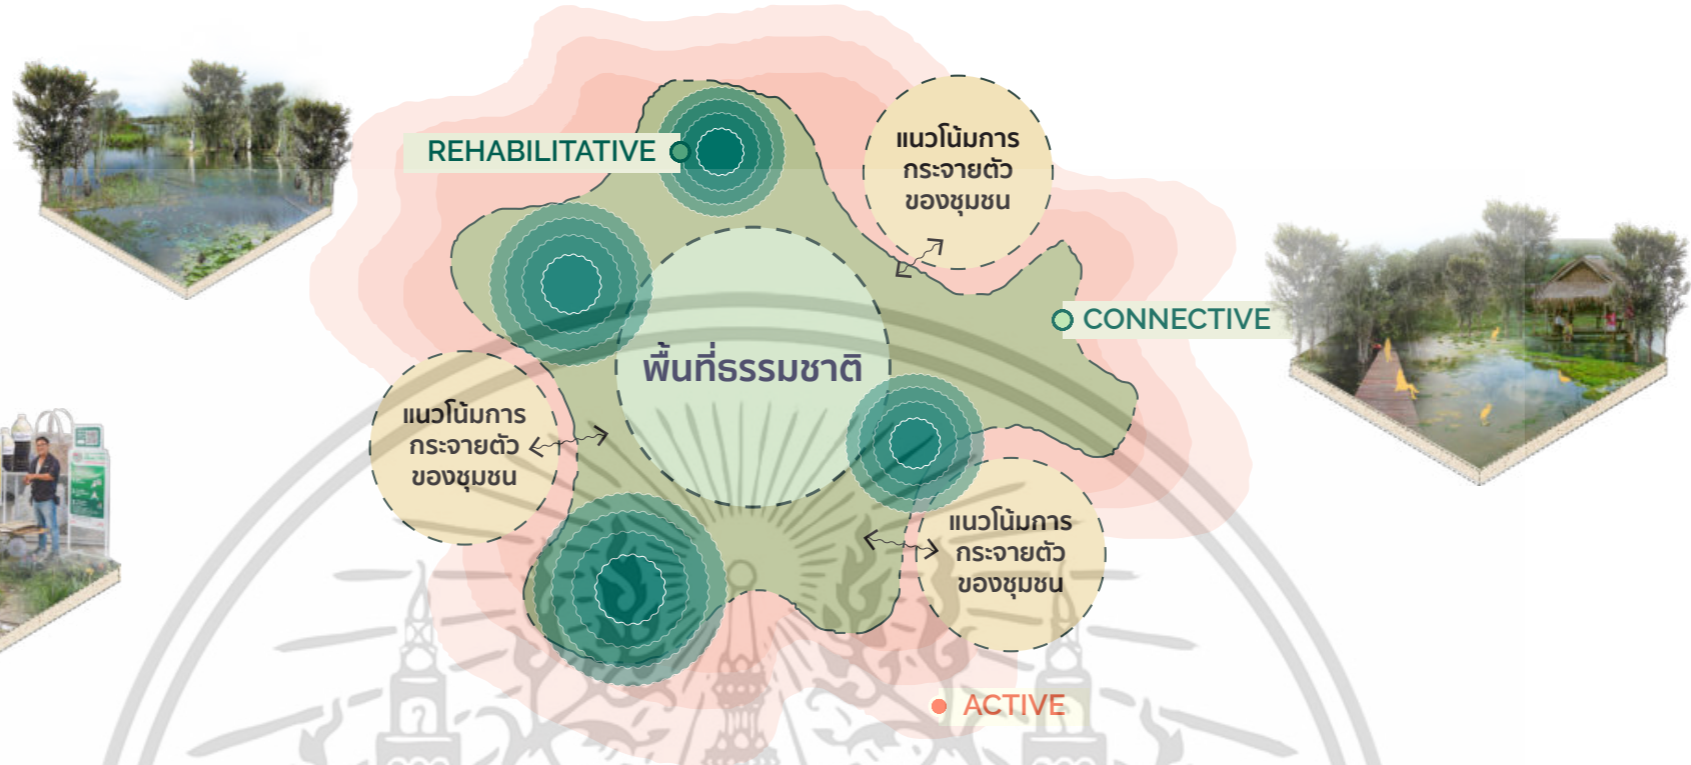 REHABILITATIVE
แนวโน้มการ
กระจายตัว
ของชุมชน
CONNECTIVE
พื้นที่ธรรมชาติ
แนวโน้มการ
กระจายตัว
ของชุมชน
แนวโน้มการ
กระจายตัว
ของชุมชน
ACTIVE